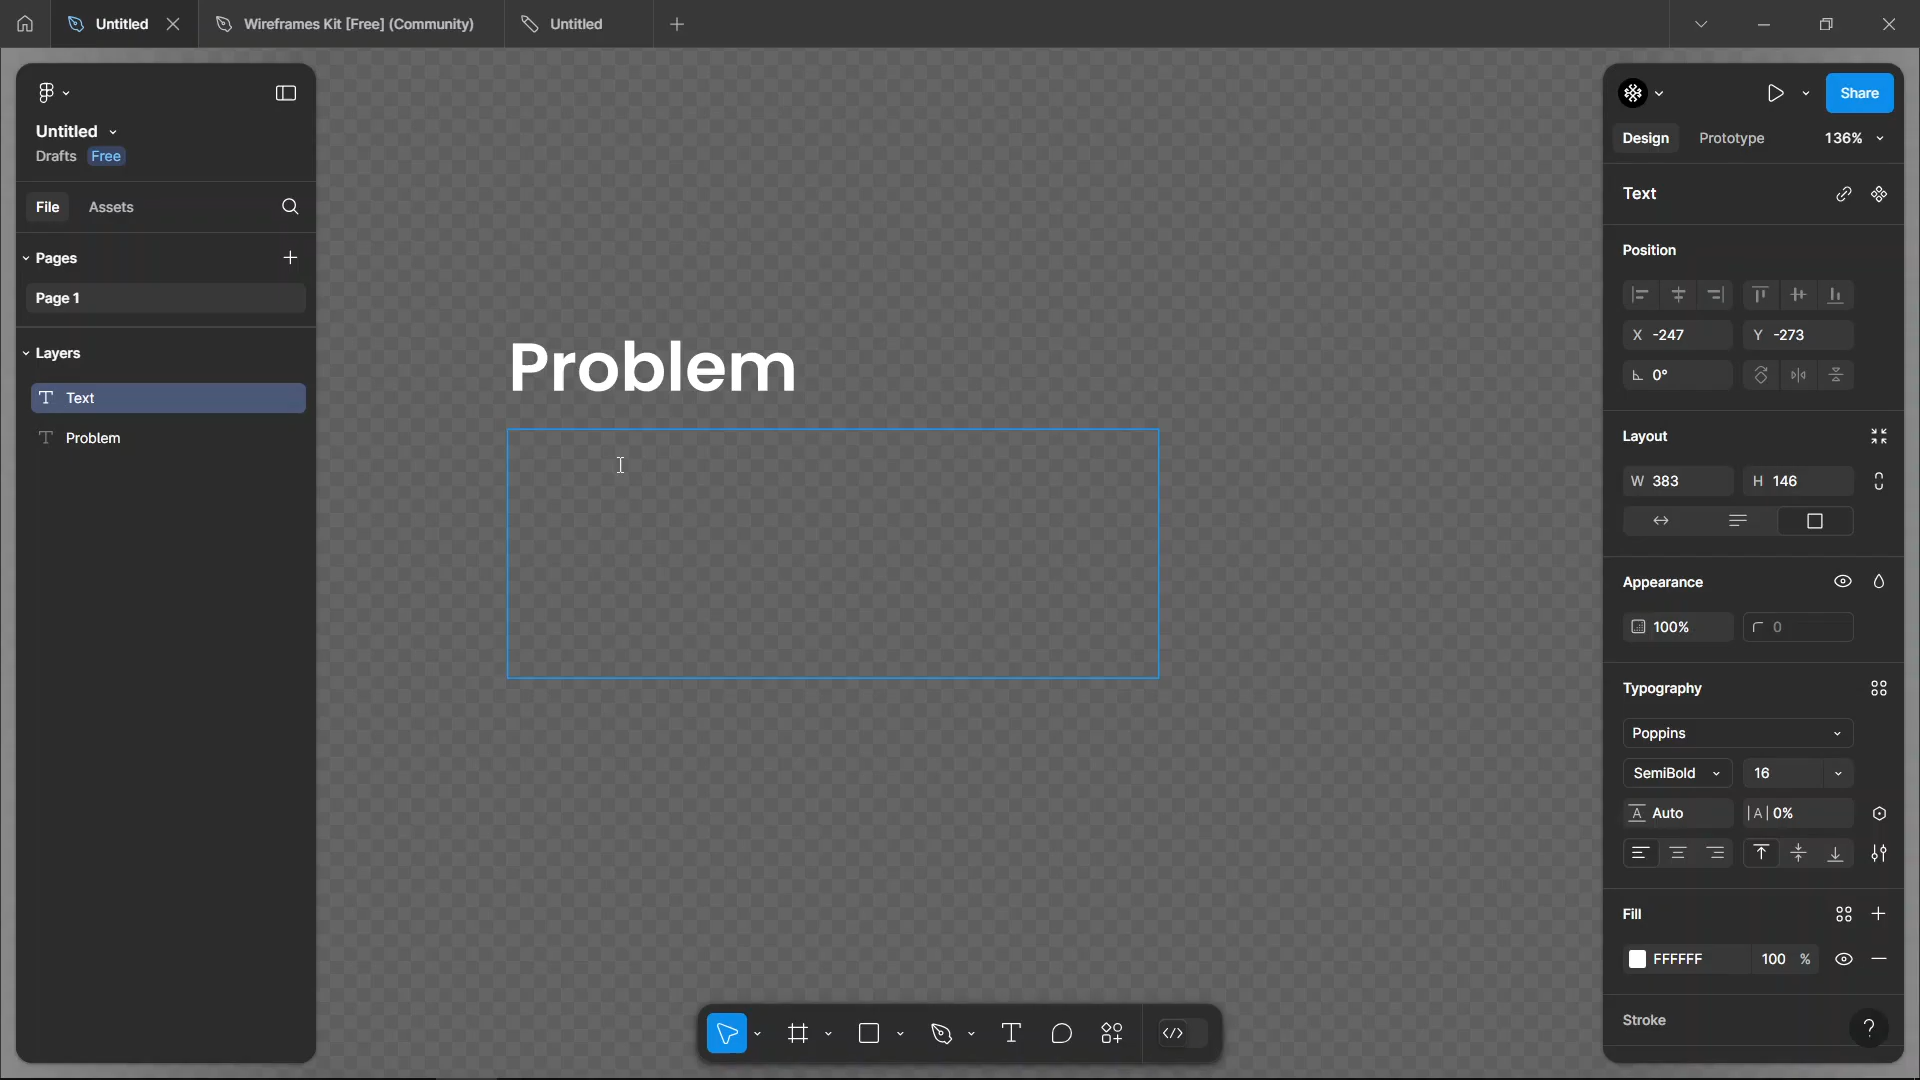 Untitled
Wireframes Kit [Free] (Community)
Untitled
Untitled
Drafts Free
File Assets
Pages
Page 1
Layers
Text
Problem
Problem
Share
Design Prototype 136%
Text
Position
X -247 Y -273
0°
Layout
W 383 H 146
Appearance
100% 0
Typography
Poppins
SemiBold 16
A Auto |A| 0%
Fill
FFFFFF 100 %
Stroke
?
T